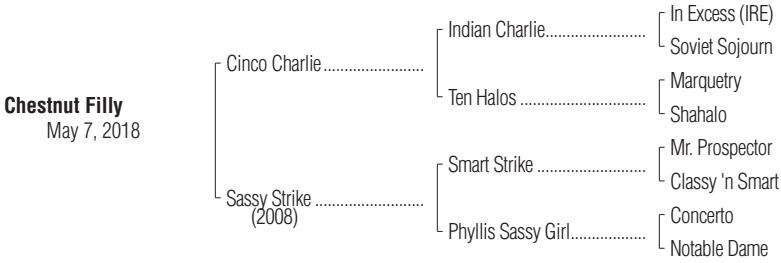 In Excess (IRE)
Indian Charlie
Soviet Sojourn
Cinco Charlie
Marquetry
Ten Halos
Shahalo
Chestnut Filly
May 7, 2018
Mr. Prospector
Smart Strike
Classy 'n Smart
Sassy Strike
(2008)
Concerto
Phyllis Sassy Girl
Notable Dame